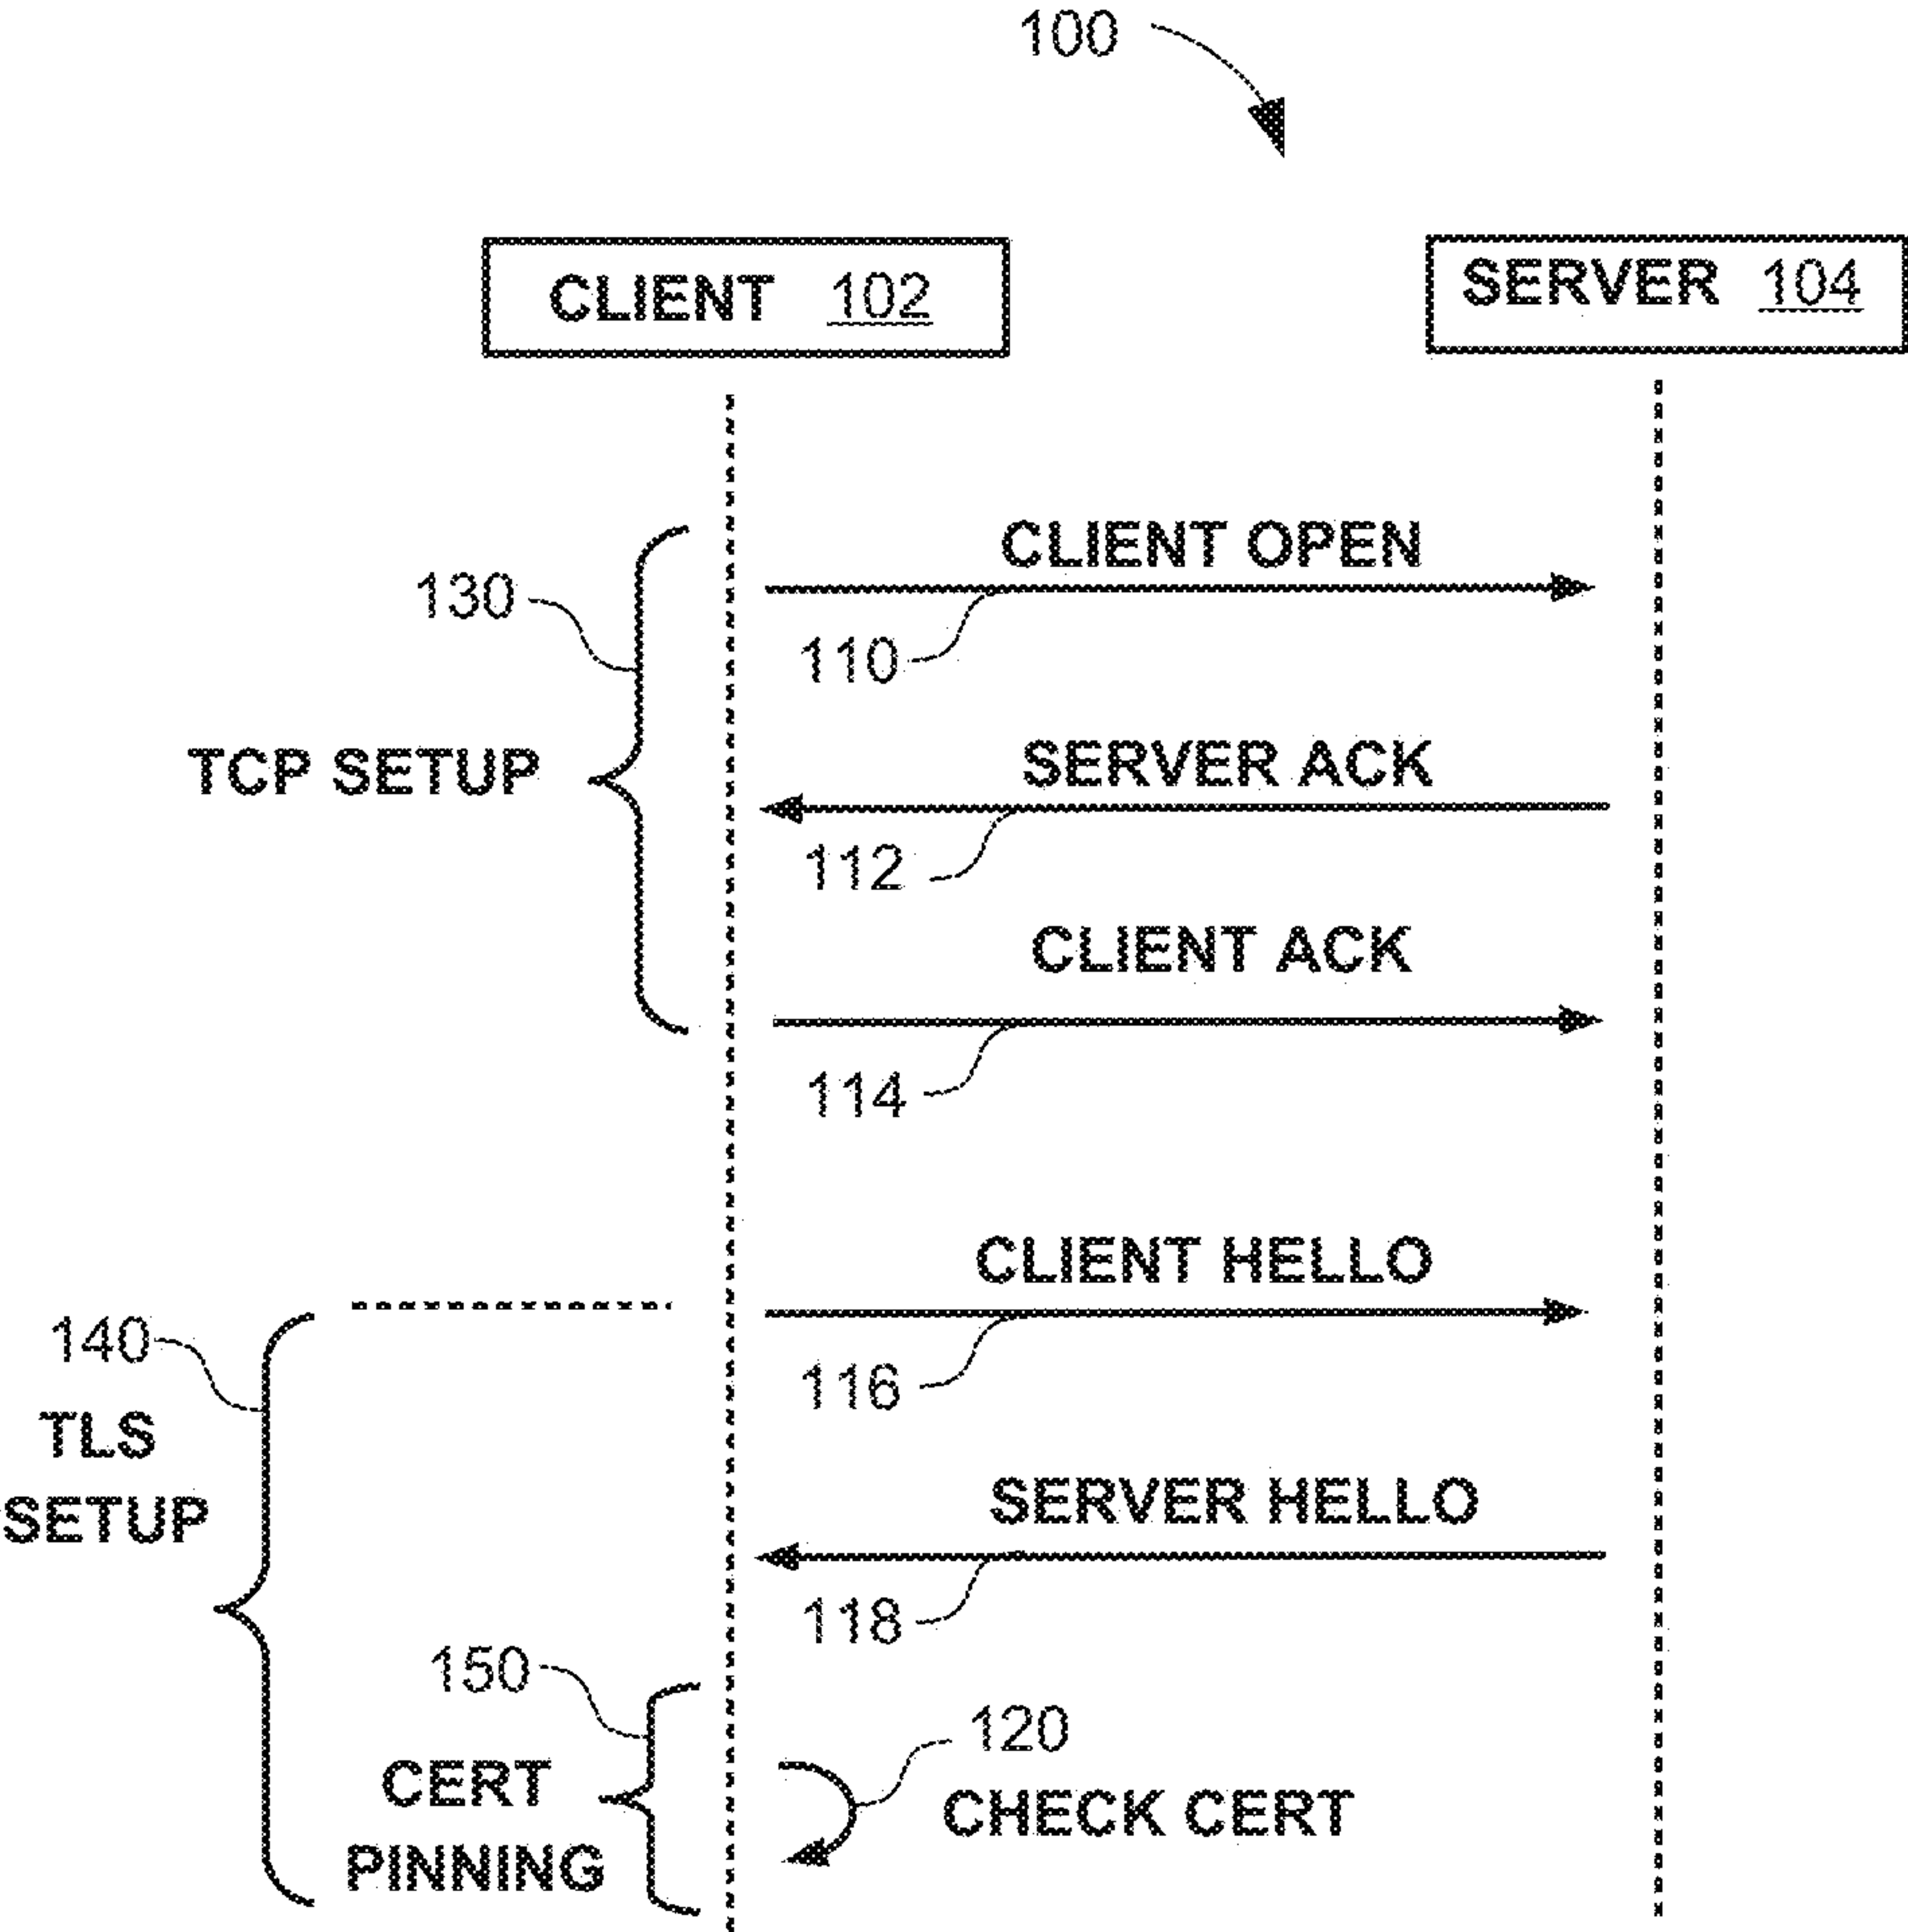 100
CLIENT 102
SERVER 104
CLIENT OPEN
130
110
TCP SETUP
SERVER ACK
112
CLIENT ACK
114
CLIENT HELLO
140
116
TLS
SETUP
SERVER HELLO
118
150
120
CERT
PINNING
CHECK CERT